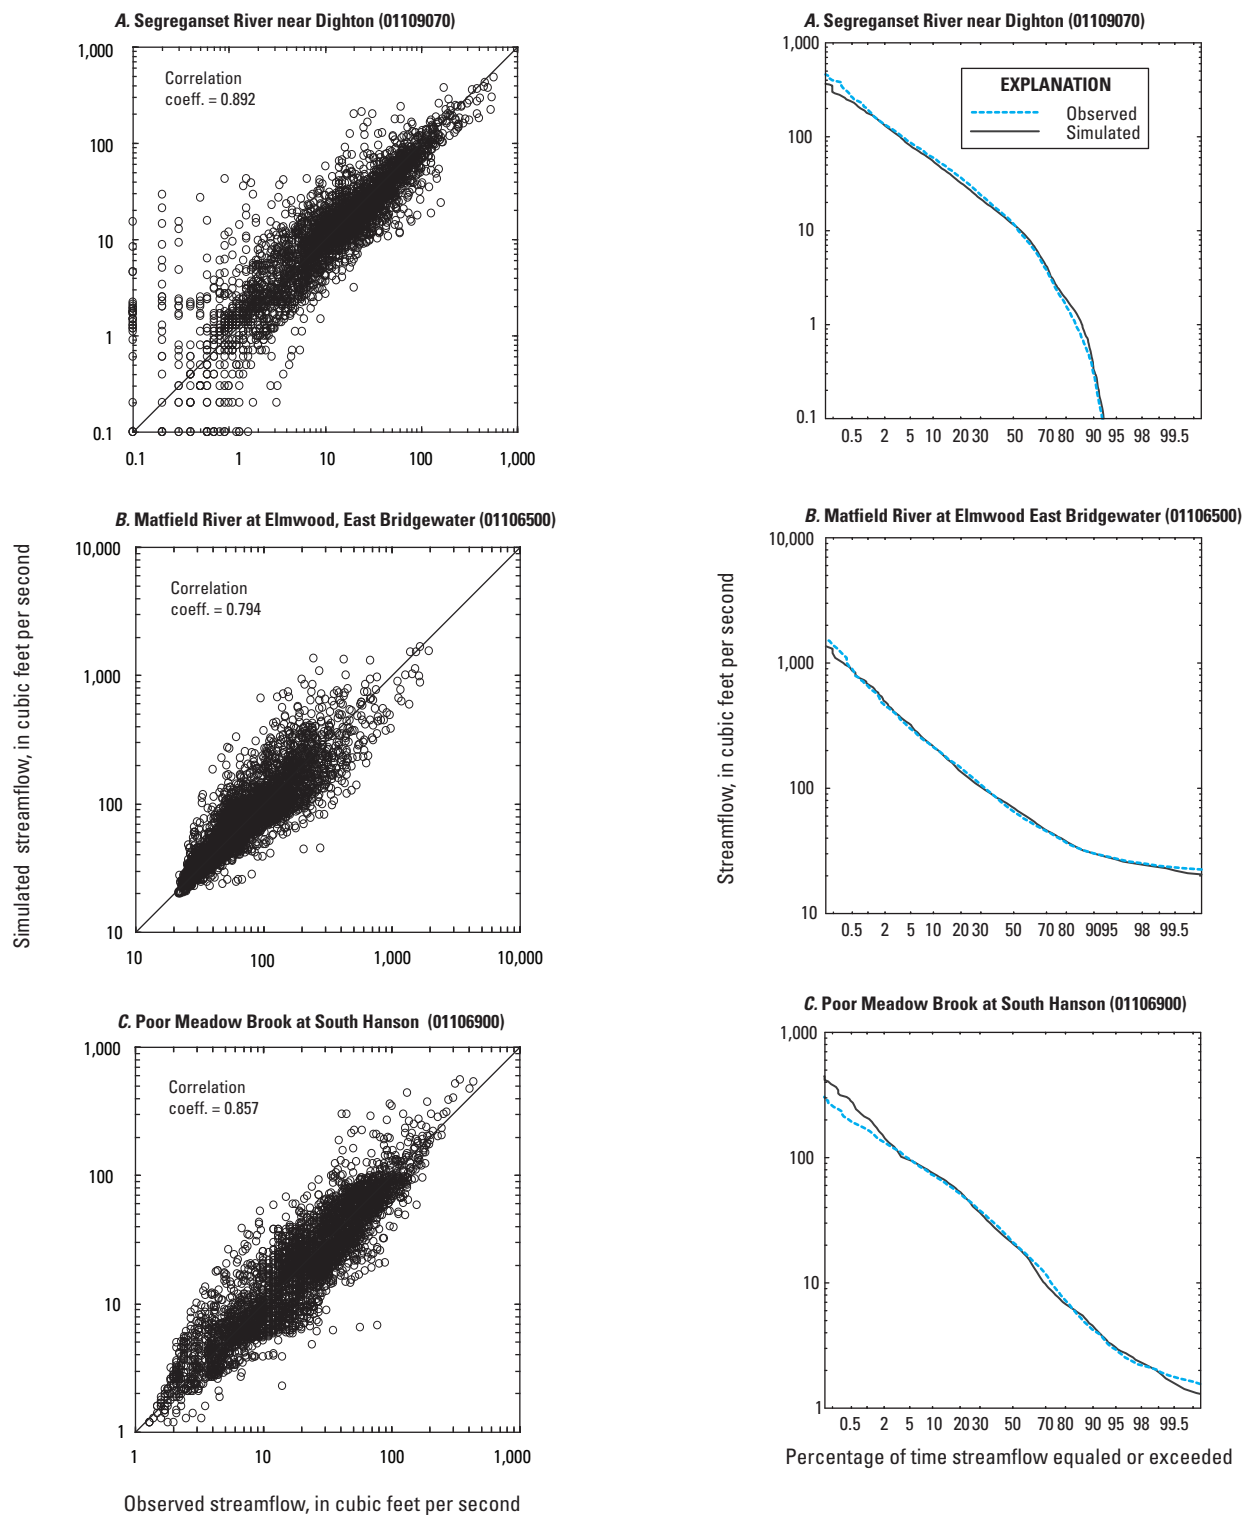 A. Segreganset River near Dighton (01109070)
1,000
100
10
1
0.1
Correlation
coeff. = 0.892
0.1 1 10 100 1,000
B. Matfield River at Elmwood, East Bridgewater (01106500)
10,000
1,000
100
10
Correlation
coeff. = 0.794
10 100 1,000 10,000
C. Poor Meadow Brook at South Hanson (01106900)
1,000
100
10
1
Correlation
coeff. = 0.857
1 10 100 1,000
Simulated streamflow, in cubic feet per second
Observed streamflow, in cubic feet per second
A. Segreganset River near Dighton (01109070)
1,000
100
10
1
0.1
EXPLANATION
Observed
Simulated
0.5 2 5 10 20 30 50 70 80 90 95 98 99.5
B. Matfield River at Elmwood East Bridgewater (01106500)
10,000
1,000
100
10
0.5 2 5 10 20 30 50 70 80 90 95 98 99.5
C. Poor Meadow Brook at South Hanson (01106900)
1,000
100
10
1
0.5 2 5 10 20 30 50 70 80 90 95 98 99.5
Streamflow, in cubic feet per second
Percentage of time streamflow equaled or exceeded